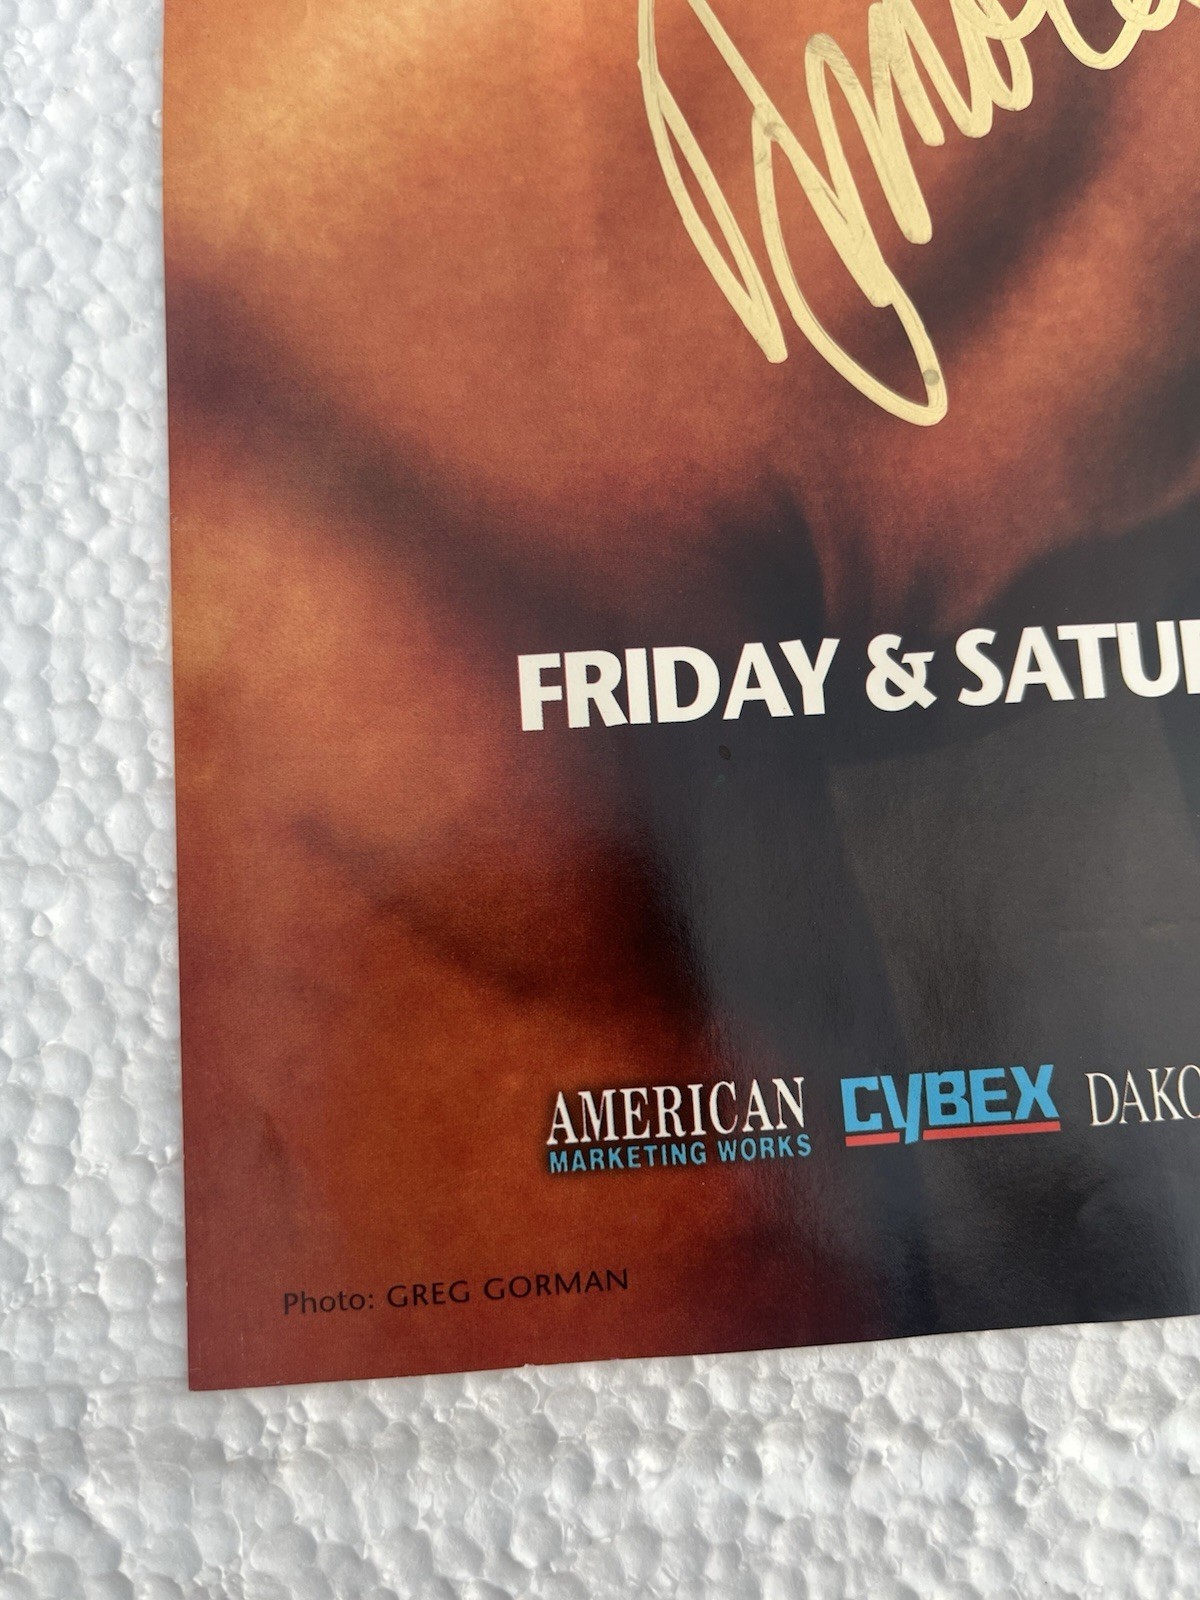 FRIDAY & SATU
AMERICAN
MARKETING WORKS
CYBEX
DAKO
Photo: GREG GORMAN